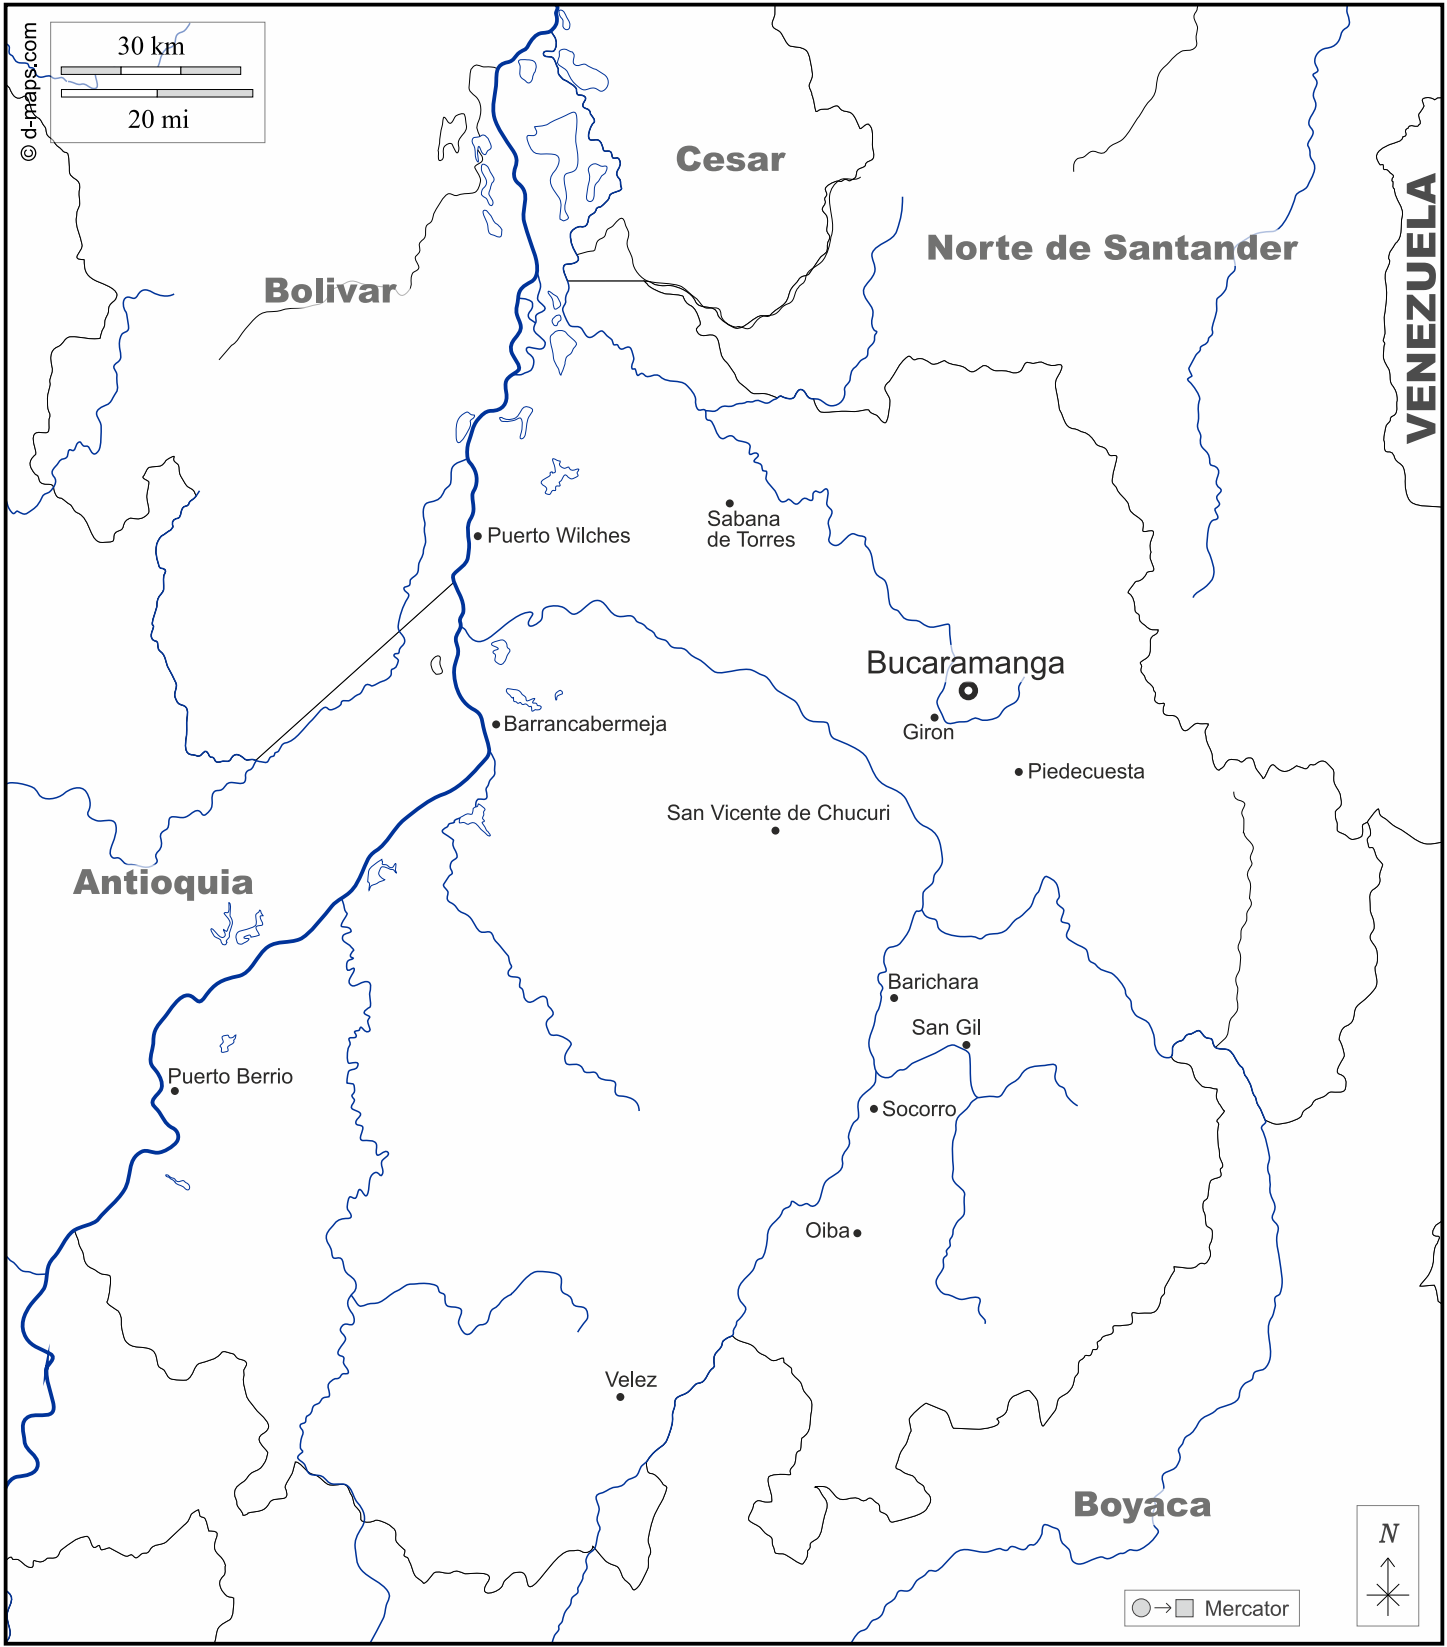 30 km
20 mi
© d-maps.com
Cesar
Norte de Santander
VENEZUELA
Bolivar
Sabana
de Torres
Puerto Wilches
Bucaramanga
Barrancabermeja
Giron
Piedecuesta
San Vicente de Chucuri
Antioquia
Barichara
San Gil
Puerto Berrio
Socorro
Oiba
Velez
Boyaca
N
Mercator